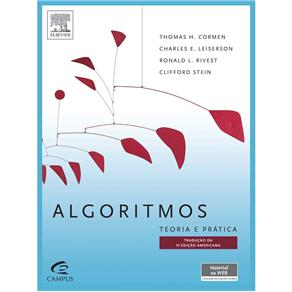 ELSEVIER
THOMAS H. CORMEN
CHARLES E. LEISERSON
RONALD L. RIVEST
CLIFFORD STEIN
ALGORITMOS
TEORIA E PRÁTICA
TRADUÇÃO DA
3ª EDIÇÃO AMERICANA
CAMPUS
Material
na WEB